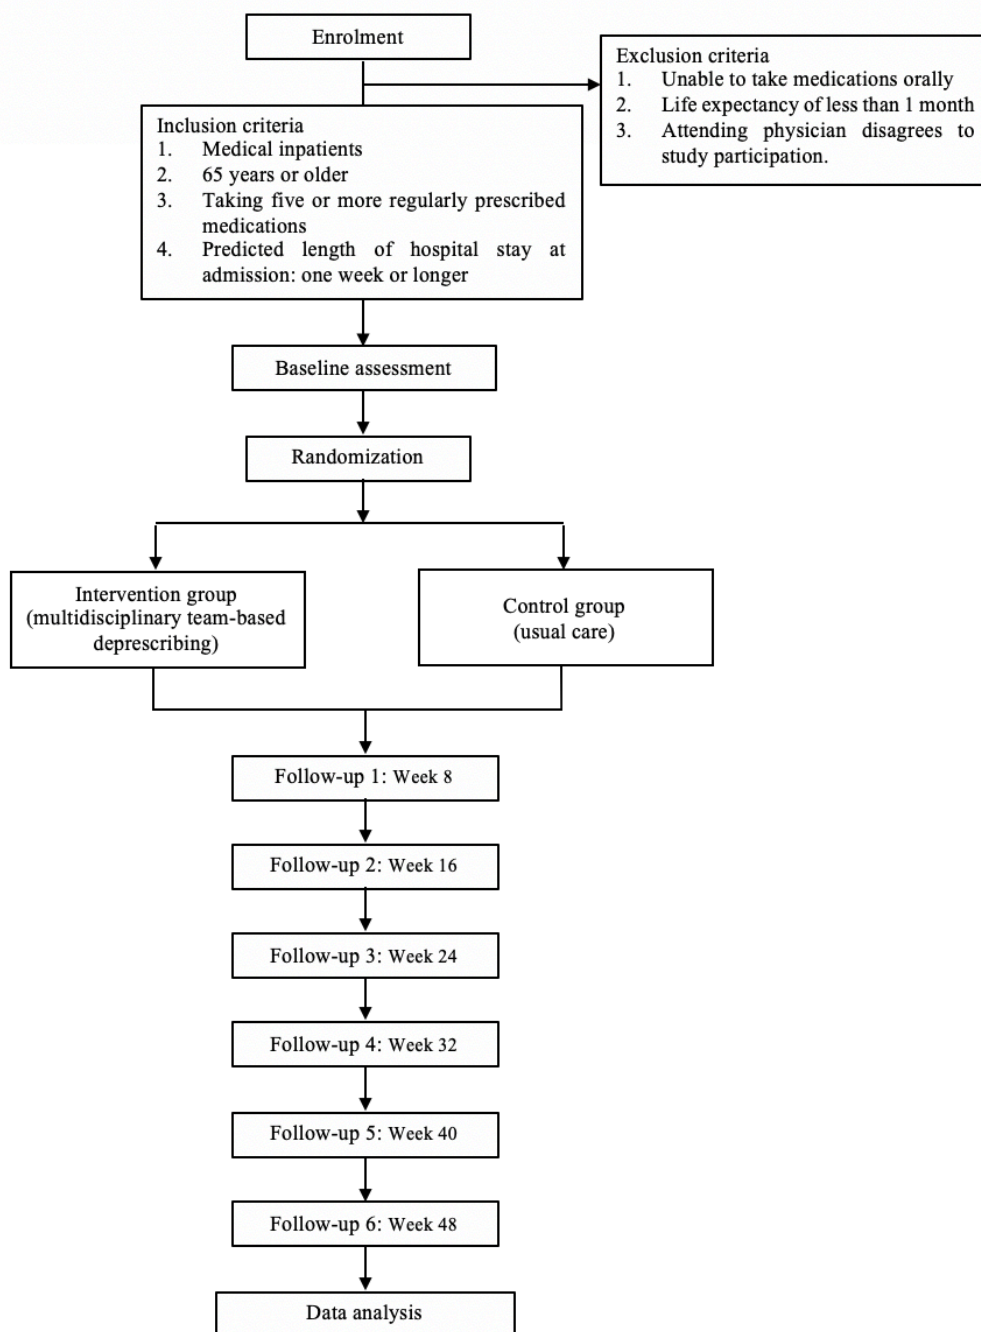 Enrolment
Exclusion criteria
1. Unable to take medications orally
2. Life expectancy of less than 1 month
3. Attending physician disagrees to
study participation.
Inclusion criteria
1. Medical inpatients
2. 65 years or older
3. Taking five or more regularly prescribed
medications
4. Predicted length of hospital stay at
admission: one week or longer
Baseline assessment
Randomization
Intervention group
(multidisciplinary team-based
deprescribing)
Control group
(usual care)
Follow-up 1: Week 8
Follow-up 2: Week 16
Follow-up 3: Week 24
Follow-up 4: Week 32
Follow-up 5: Week 40
Follow-up 6: Week 48
Data analysis